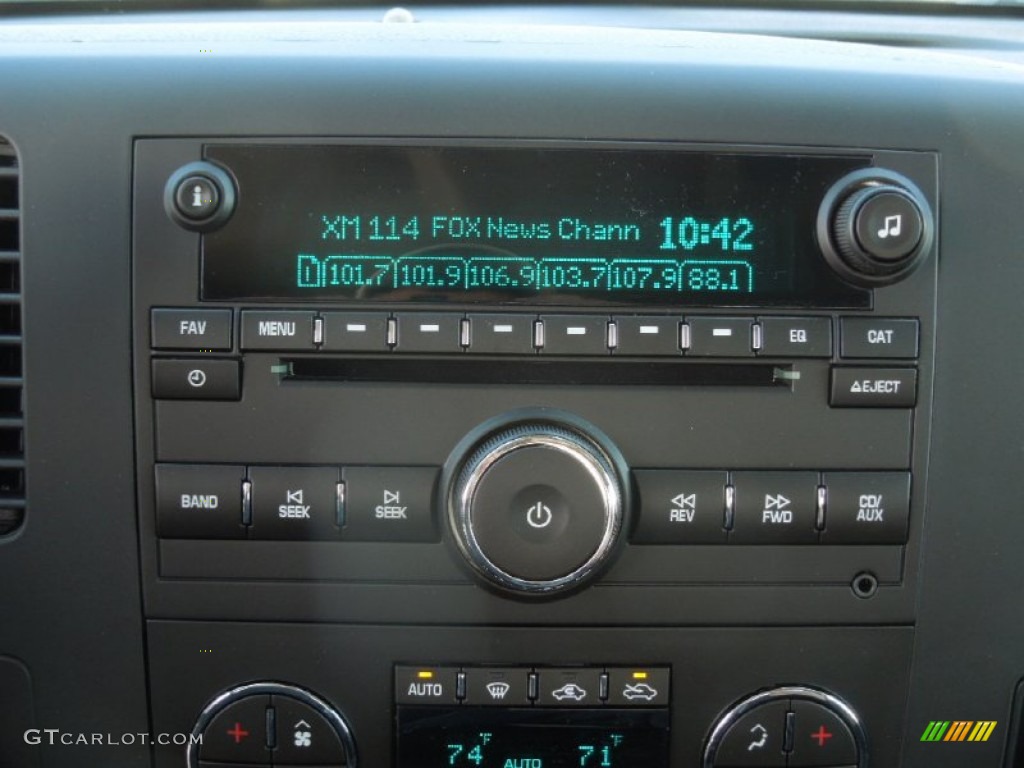 XM 114 FOX News Chann 10:42
1 101.7 101.9 106.9 103.7 107.9 88.1
FAV MENU EQ CAT
EJECT
BAND SEEK SEEK REV FWD CD/AUX
AUTO
74°F AUTO 71°F
GTCARLOT.COM